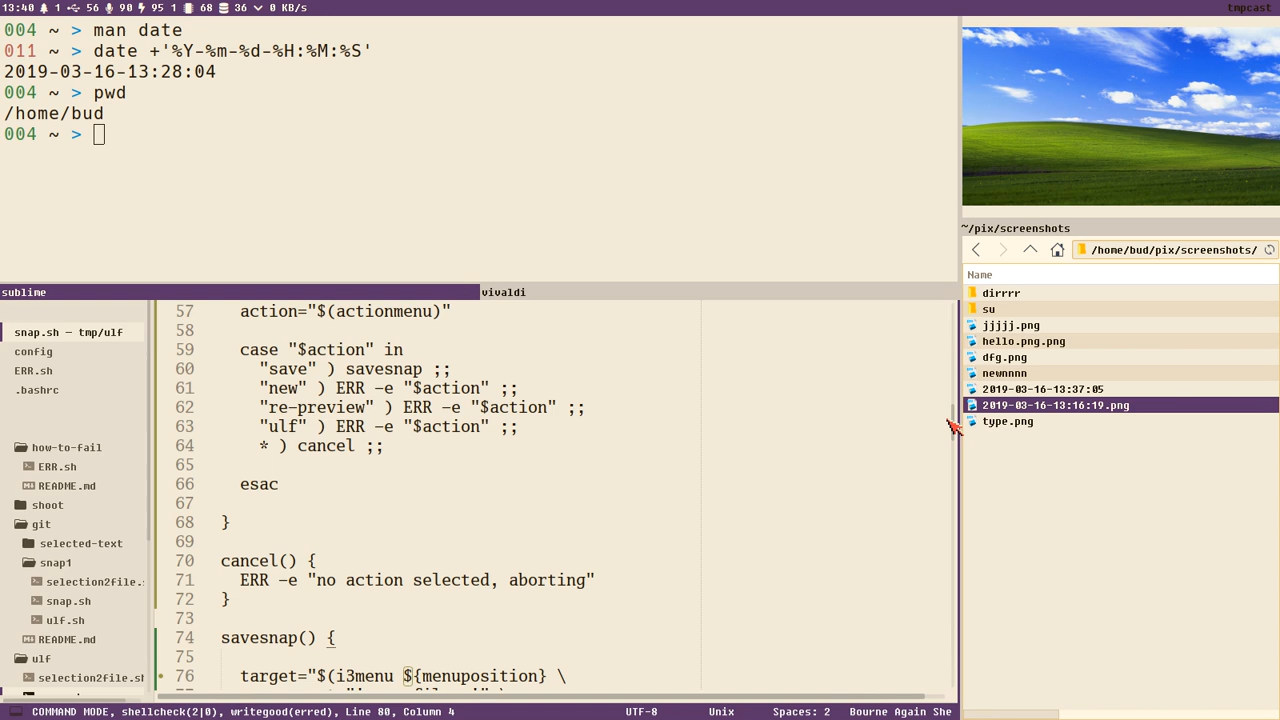 13:40 1 56 90 95 1 68 36 0 KB/s tmpcast
004 ~ > man date
011 ~ > date +'%Y-%m-%d-%H:%M:%S'
2019-03-16-13:28:04
004 ~ > pwd
/home/bud
004 ~ >
~/pix/screenshots
/home/bud/pix/screenshots/
Name
dirrrr
su
jjjjj.png
hello.png.png
dfg.png
newnnnn
2019-03-16-13:37:05
2019-03-16-13:16:19.png
type.png
sublime vivaldi
snap.sh — tmp/ulf
config
ERR.sh
.bashrc
how-to-fail
ERR.sh
README.md
shoot
git
selected-text
snap1
selection2file.s
snap.sh
ulf.sh
README.md
ulf
selection2file.sh
57 action="$(actionmenu)"
58
59 case "$action" in
60 "save" ) savesnap ;;
61 "new" ) ERR -e "$action" ;;
62 "re-preview" ) ERR -e "$action" ;;
63 "ulf" ) ERR -e "$action" ;;
64 * ) cancel ;;
65
66 esac
67
68 }
69
70 cancel() {
71 ERR -e "no action selected, aborting"
72 }
73
74 savesnap() {
75
76 target="$(i3menu ${menuposition} \
COMMAND MODE, shellcheck(2|0), writegood(erred), Line 80, Column 4 UTF-8 Unix Spaces: 2 Bourne Again She